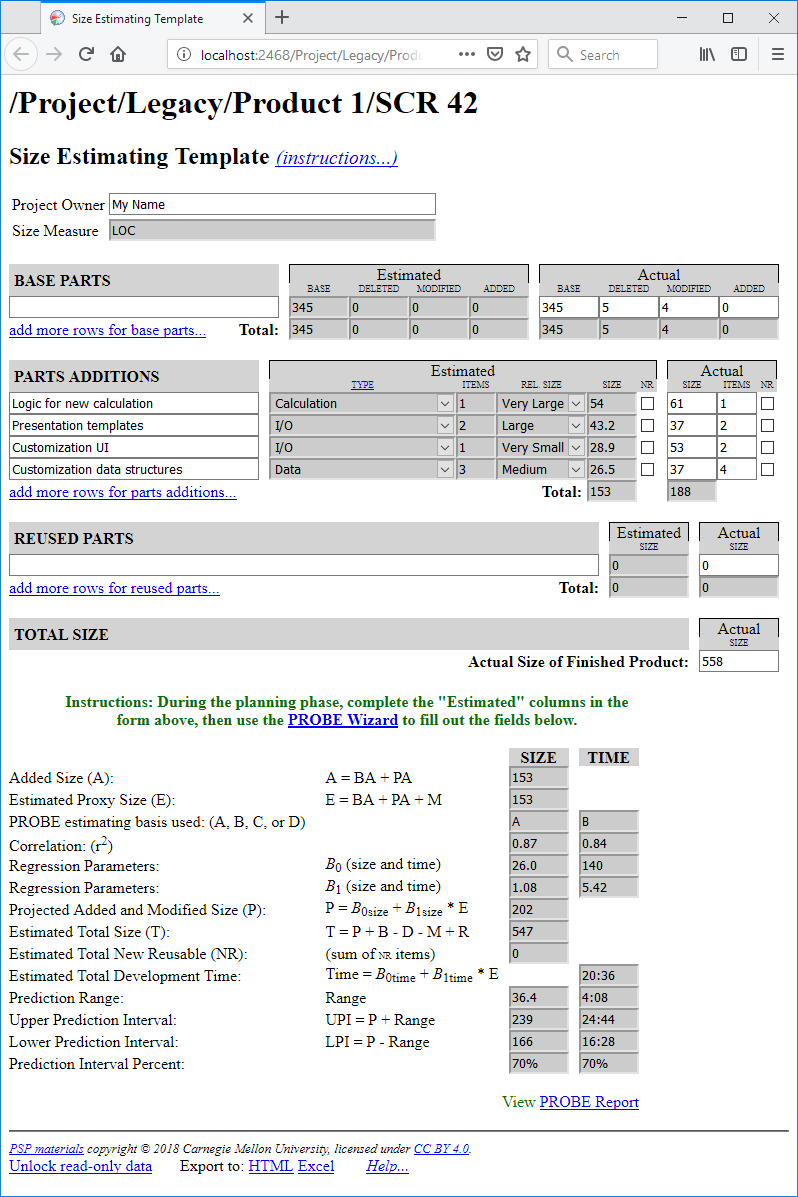 Size Estimating Template
localhost:2468/Project/Legacy/Produ
Search
/Project/Legacy/Product 1/SCR 42
Size Estimating Template (instructions...)
Project Owner My Name
Size Measure LOC
Estimated Actual
BASE PARTS BASE DELETED MODIFIED ADDED BASE DELETED MODIFIED ADDED
345 0 0 0 345 5 4 0
add more rows for base parts... Total: 345 0 0 0 345 5 4 0
Estimated Actual
PARTS ADDITIONS TYPE ITEMS REL. SIZE SIZE NR SIZE ITEMS NR
Logic for new calculation Calculation 1 Very Large 54 61 1
Presentation templates I/O 2 Large 43.2 37 2
Customization UI I/O 1 Very Small 28.9 53 2
Customization data structures Data 3 Medium 26.5 37 4
add more rows for parts additions... Total: 153 188
Estimated Actual
REUSED PARTS SIZE SIZE
0 0
add more rows for reused parts... Total: 0 0
Actual
TOTAL SIZE SIZE
Actual Size of Finished Product: 558
Instructions: During the planning phase, complete the "Estimated" columns in the
form above, then use the PROBE Wizard to fill out the fields below.
SIZE TIME
Added Size (A): A = BA + PA 153
Estimated Proxy Size (E): E = BA + PA + M 153
PROBE estimating basis used: (A, B, C, or D) A B
Correlation: (r2) 0.87 0.84
Regression Parameters: B0 (size and time) 26.0 140
Regression Parameters: B1 (size and time) 1.08 5.42
Projected Added and Modified Size (P): P = B0size + B1size * E 202
Estimated Total Size (T): T = P + B - D - M + R 547
Estimated Total New Reusable (NR): (sum of NR items) 0
Estimated Total Development Time: Time = B0time + B1time * E 20:36
Prediction Range: Range 36.4 4:08
Upper Prediction Interval: UPI = P + Range 239 24:44
Lower Prediction Interval: LPI = P - Range 166 16:28
Prediction Interval Percent: 70% 70%
View PROBE Report
PSP materials copyright © 2018 Carnegie Mellon University, licensed under CC BY 4.0.
Unlock read-only data Export to: HTML Excel Help...